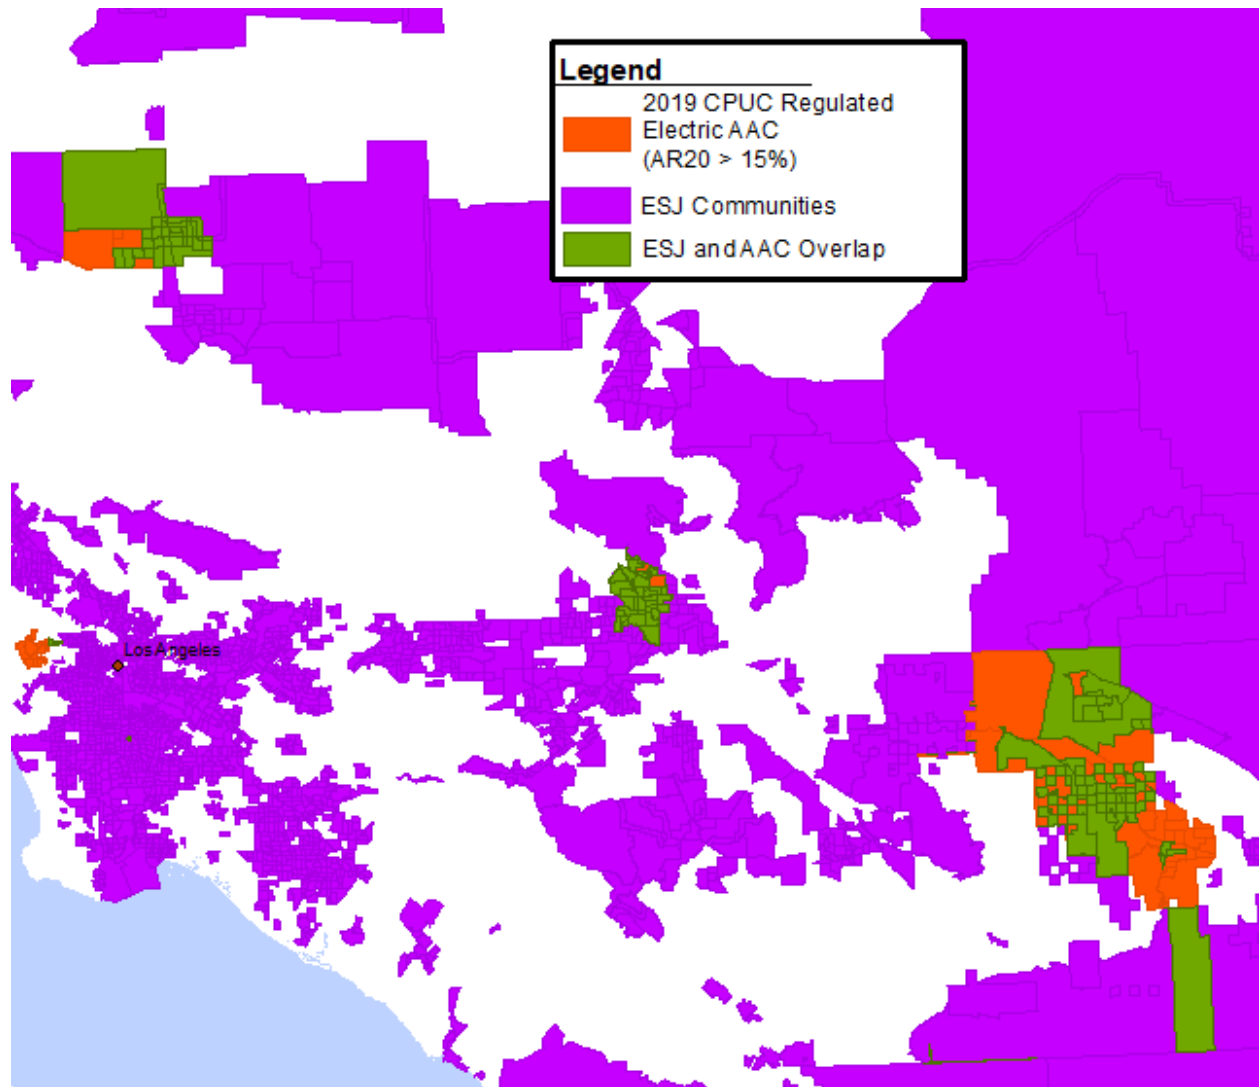 Legend
2019 CPUC Regulated
Electric AAC
(AR20 > 15%)
ESJ Communities
ESJ and AAC Overlap
Los Angeles